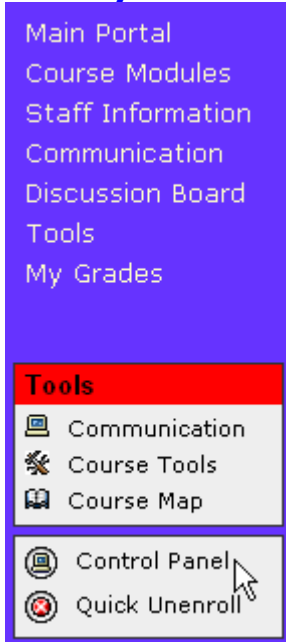 Main Portal
Course Modules
Staff Information
Communication
Discussion Board
Tools
My Grades
Tools
Communication
Course Tools
Course Map
Control Panel
Quick Unenroll